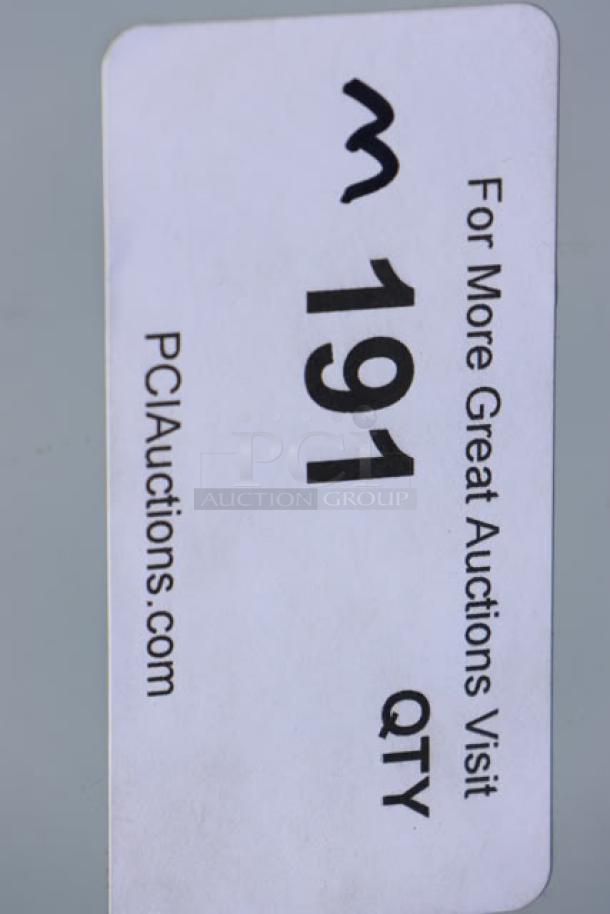 For More Great Auctions Visit
m 191 QTY
PCIAuctions.com
PCI
AUCTION GROUP